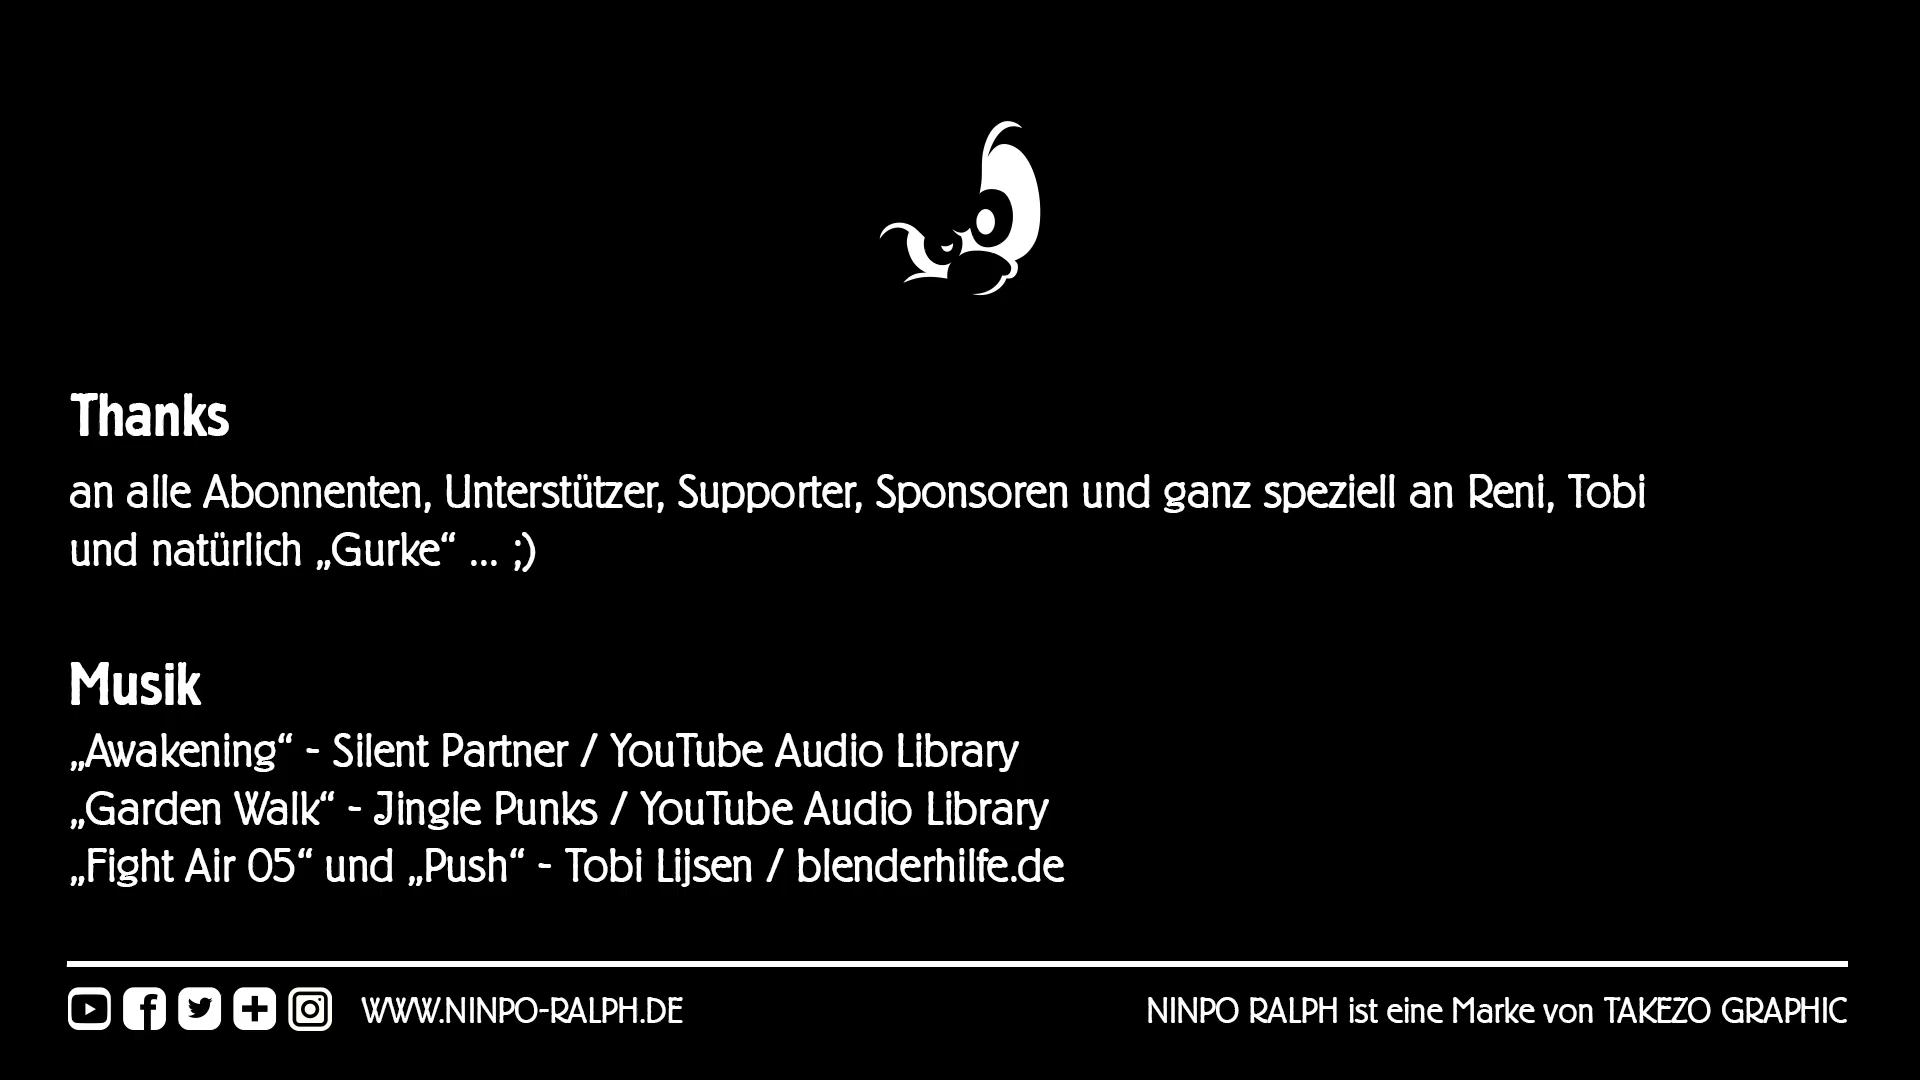 Thanks
an alle Abonnenten, Unterstützer, Supporter, Sponsoren und ganz speziell an Reni, Tobi
und natürlich „Gurke“ ... ;)
Musik
„Awakening“ - Silent Partner / YouTube Audio Library
„Garden Walk“ - Jingle Punks / YouTube Audio Library
„Fight Air 05“ und „Push“ - Tobi Lijsen / blenderhilfe.de
WWW.NINPO-RALPH.DE
NINPO RALPH ist eine Marke von TAKEZO GRAPHIC